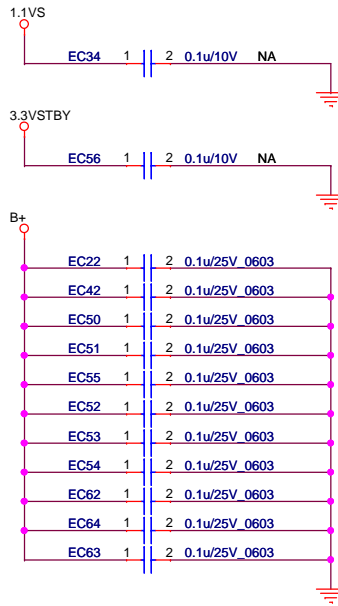 1.1VS
EC34 1 2 0.1u/10V NA
3.3VSTBY
EC56 1 2 0.1u/10V NA
B+
EC22 1 2 0.1u/25V_0603
EC42 1 2 0.1u/25V_0603
EC50 1 2 0.1u/25V_0603
EC51 1 2 0.1u/25V_0603
EC55 1 2 0.1u/25V_0603
EC52 1 2 0.1u/25V_0603
EC53 1 2 0.1u/25V_0603
EC54 1 2 0.1u/25V_0603
EC62 1 2 0.1u/25V_0603
EC64 1 2 0.1u/25V_0603
EC63 1 2 0.1u/25V_0603